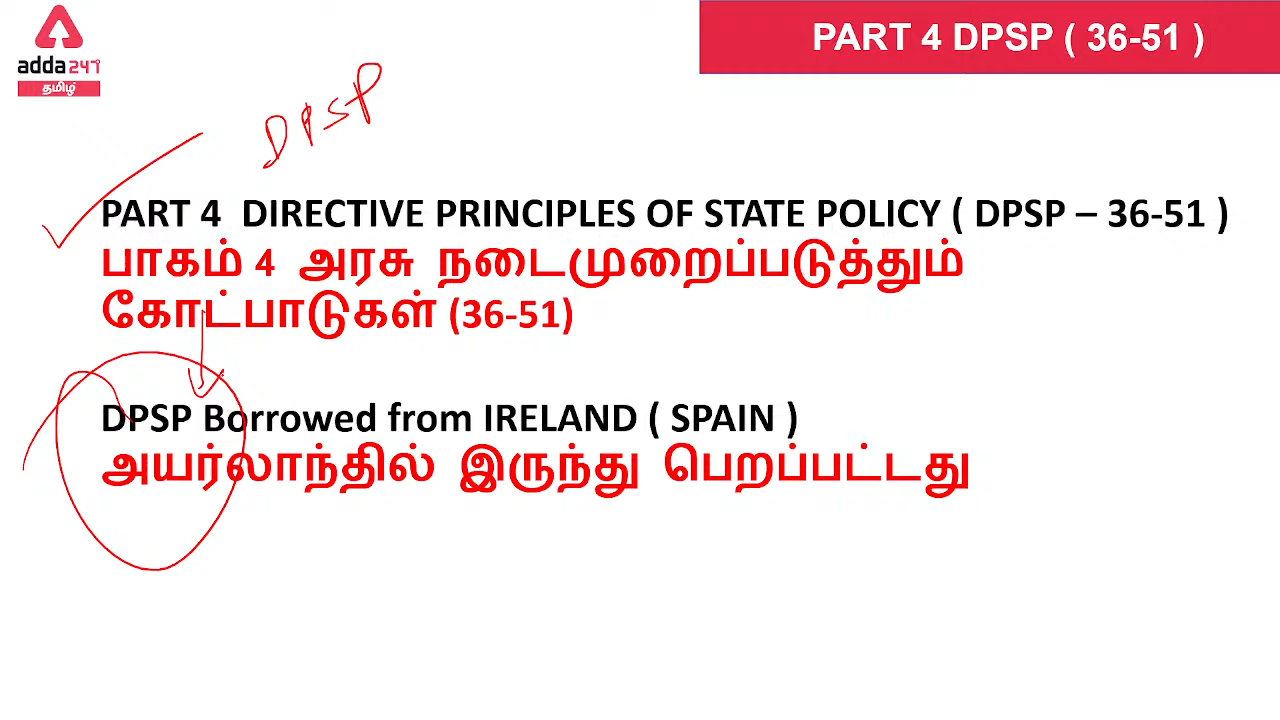 adda247
தமிழ்
PART 4 DPSP ( 36-51 )
DPSP
PART 4 DIRECTIVE PRINCIPLES OF STATE POLICY ( DPSP – 36-51 )
பாகம் 4 அரசு நடைமுறைப்படுத்தும்
கோட்பாடுகள் (36-51)
DPSP Borrowed from IRELAND ( SPAIN )
அயர்லாந்தில் இருந்து பெறப்பட்டது